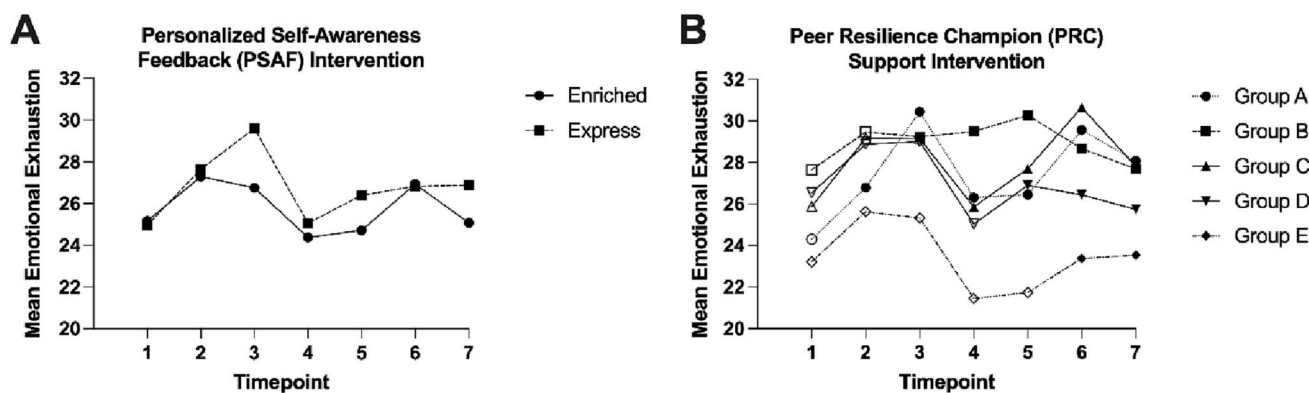 A
Personalized Self-Awareness
Feedback (PSAF) Intervention
Mean Emotional Exhaustion
32
30
28
26
24
22
20
1 2 3 4 5 6 7
Timepoint
Enriched
Express
B
Peer Resilience Champion (PRC)
Support Intervention
Mean Emotional Exhaustion
32
30
28
26
24
22
20
1 2 3 4 5 6 7
Timepoint
Group A
Group B
Group C
Group D
Group E